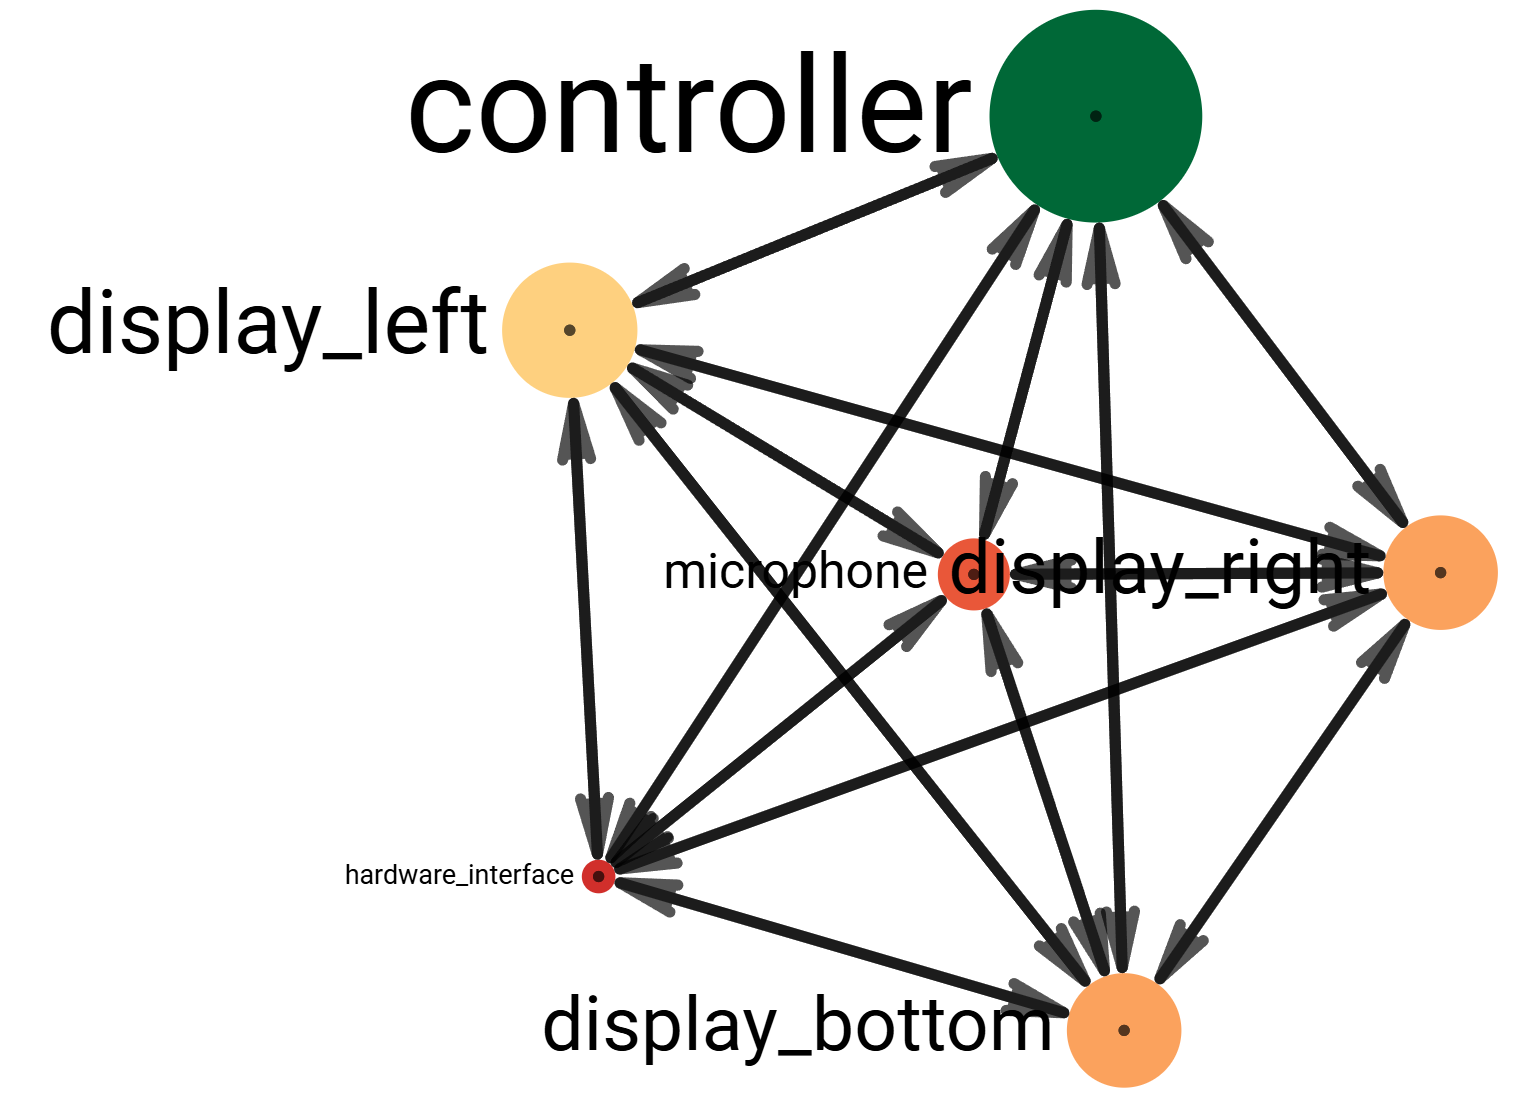 controller
display_left
microphone
display_right
hardware_interface
display_bottom